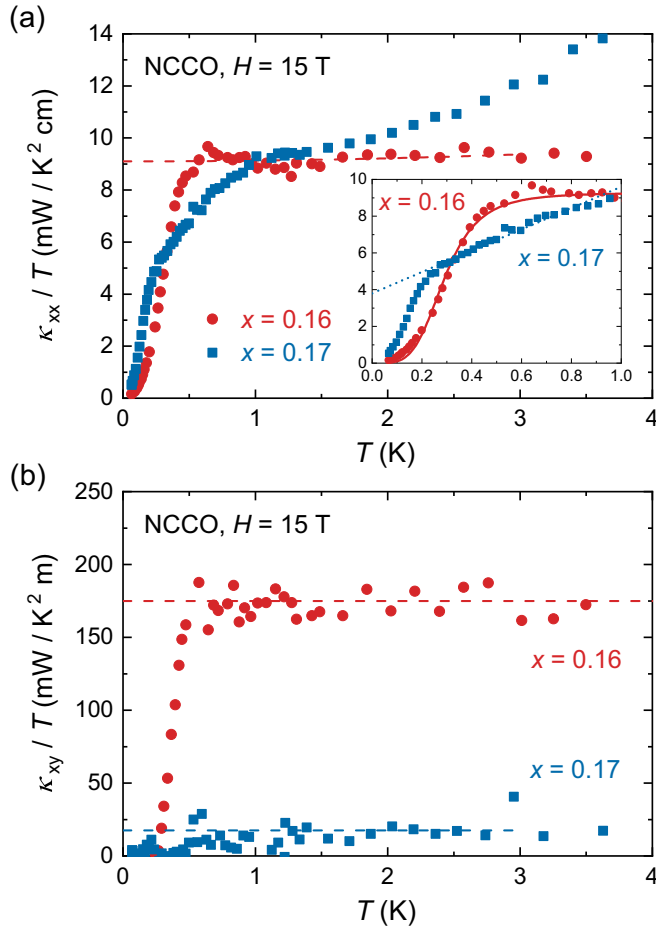 (a)
14
12
10
8
6
4
2
0
κxx / T (mW / K² cm)
NCCO, H = 15 T
x = 0.16
x = 0.17
10
8
6
4
2
0
x = 0.16
x = 0.17
0.0 0.2 0.4 0.6 0.8 1.0
0 1 2 3 4
T (K)
(b)
250
200
150
100
50
0
κxy / T (mW / K² m)
NCCO, H = 15 T
x = 0.16
x = 0.17
0 1 2 3 4
T (K)